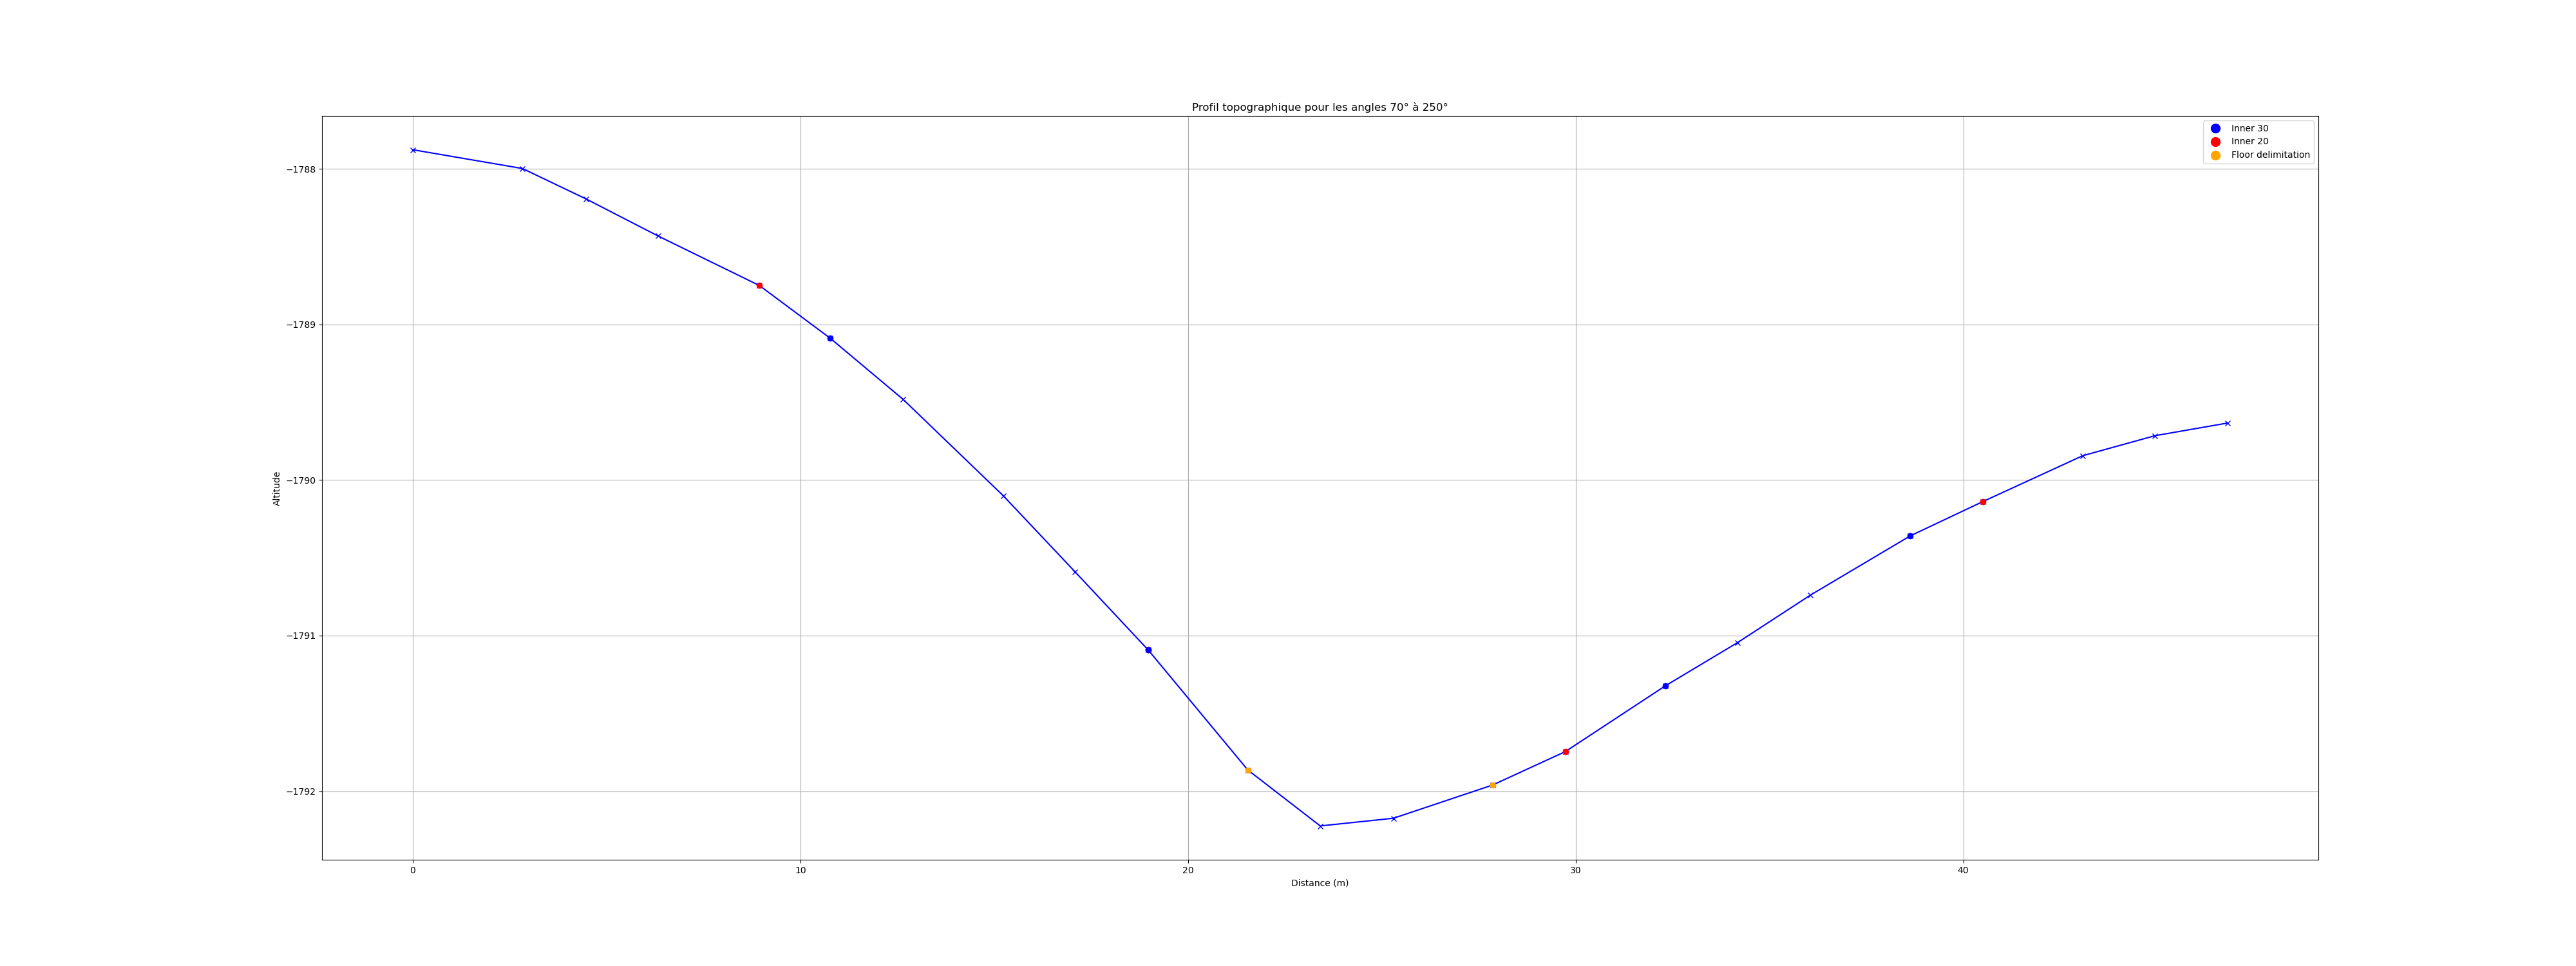 Profil topographique pour les angles 70° à 250°
Inner 30
Inner 20
Floor delimitation
Altitude
−1788
−1789
−1790
−1791
−1792
0 10 20 30 40
Distance (m)